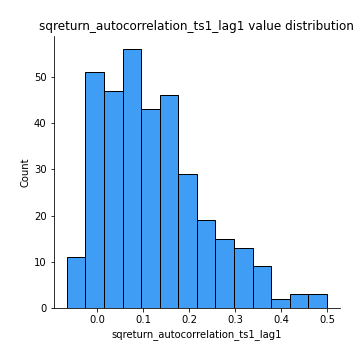 sqreturn_autocorrelation_ts1_lag1 value distribution
50
40
30
20
10
0
Count
0.0 0.1 0.2 0.3 0.4 0.5
sqreturn_autocorrelation_ts1_lag1